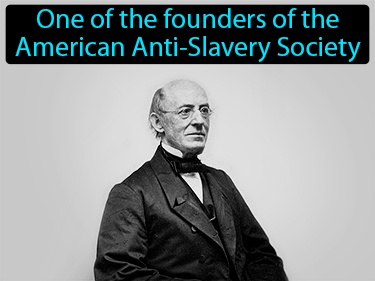 One of the founders of the
American Anti-Slavery Society